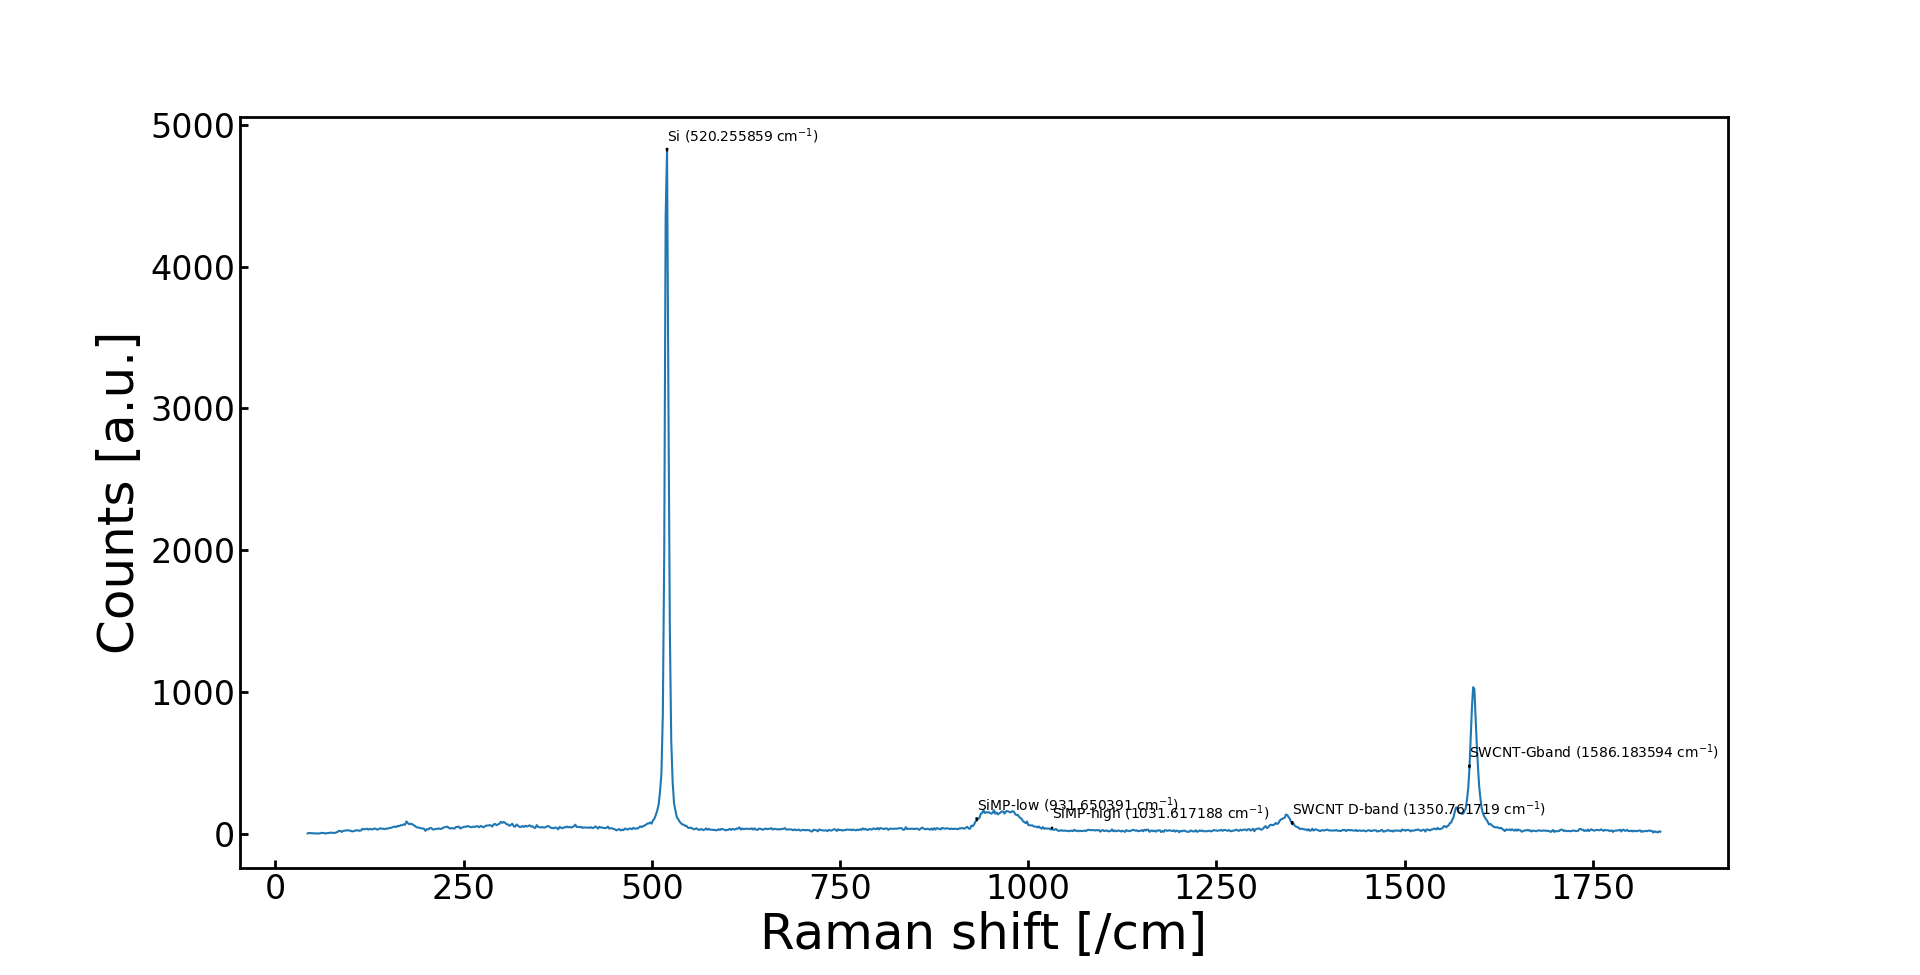 5000
4000
3000
2000
1000
0
Counts [a.u.]
Si (520.255859 cm⁻¹)
SWCNT-Gband (1586.183594 cm⁻¹)
SiMP-low (931.650391 cm⁻¹)
SiMP-high (1031.617188 cm⁻¹)
SWCNT D-band (1350.761719 cm⁻¹)
0 250 500 750 1000 1250 1500 1750
Raman shift [/cm]